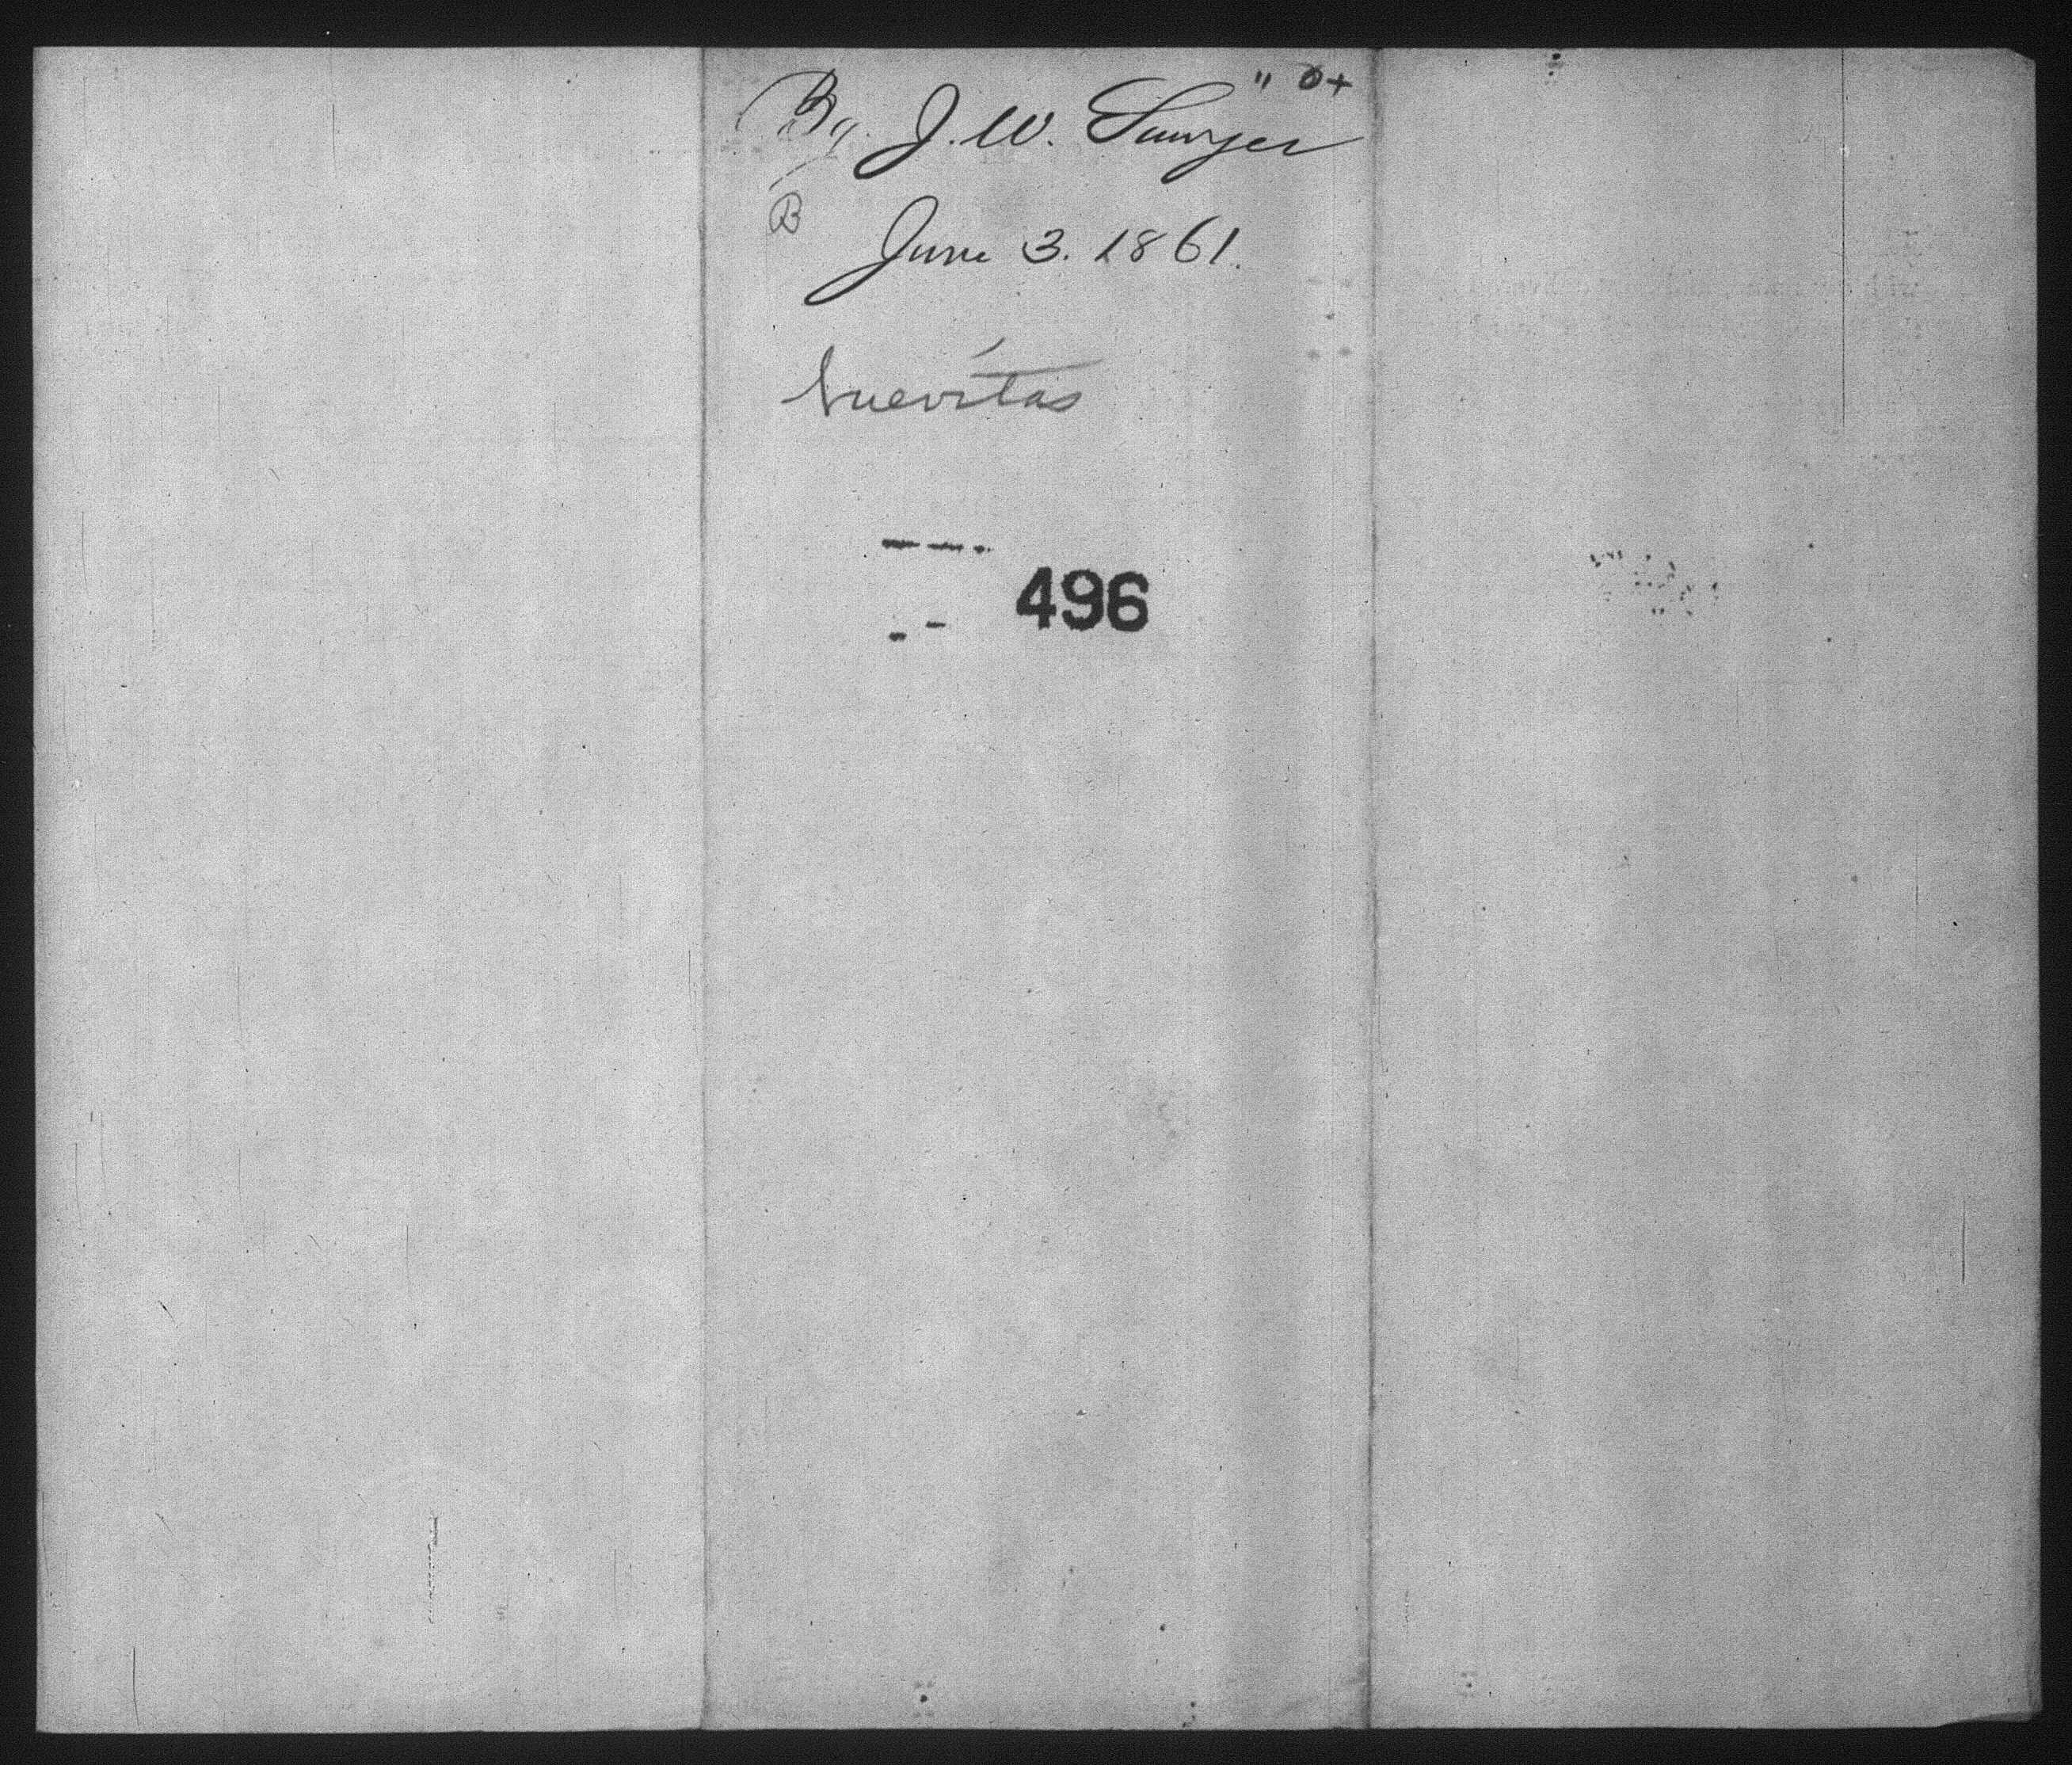 By J. W. Sawyer
B
June 3. 1861.
Nuevitas
496